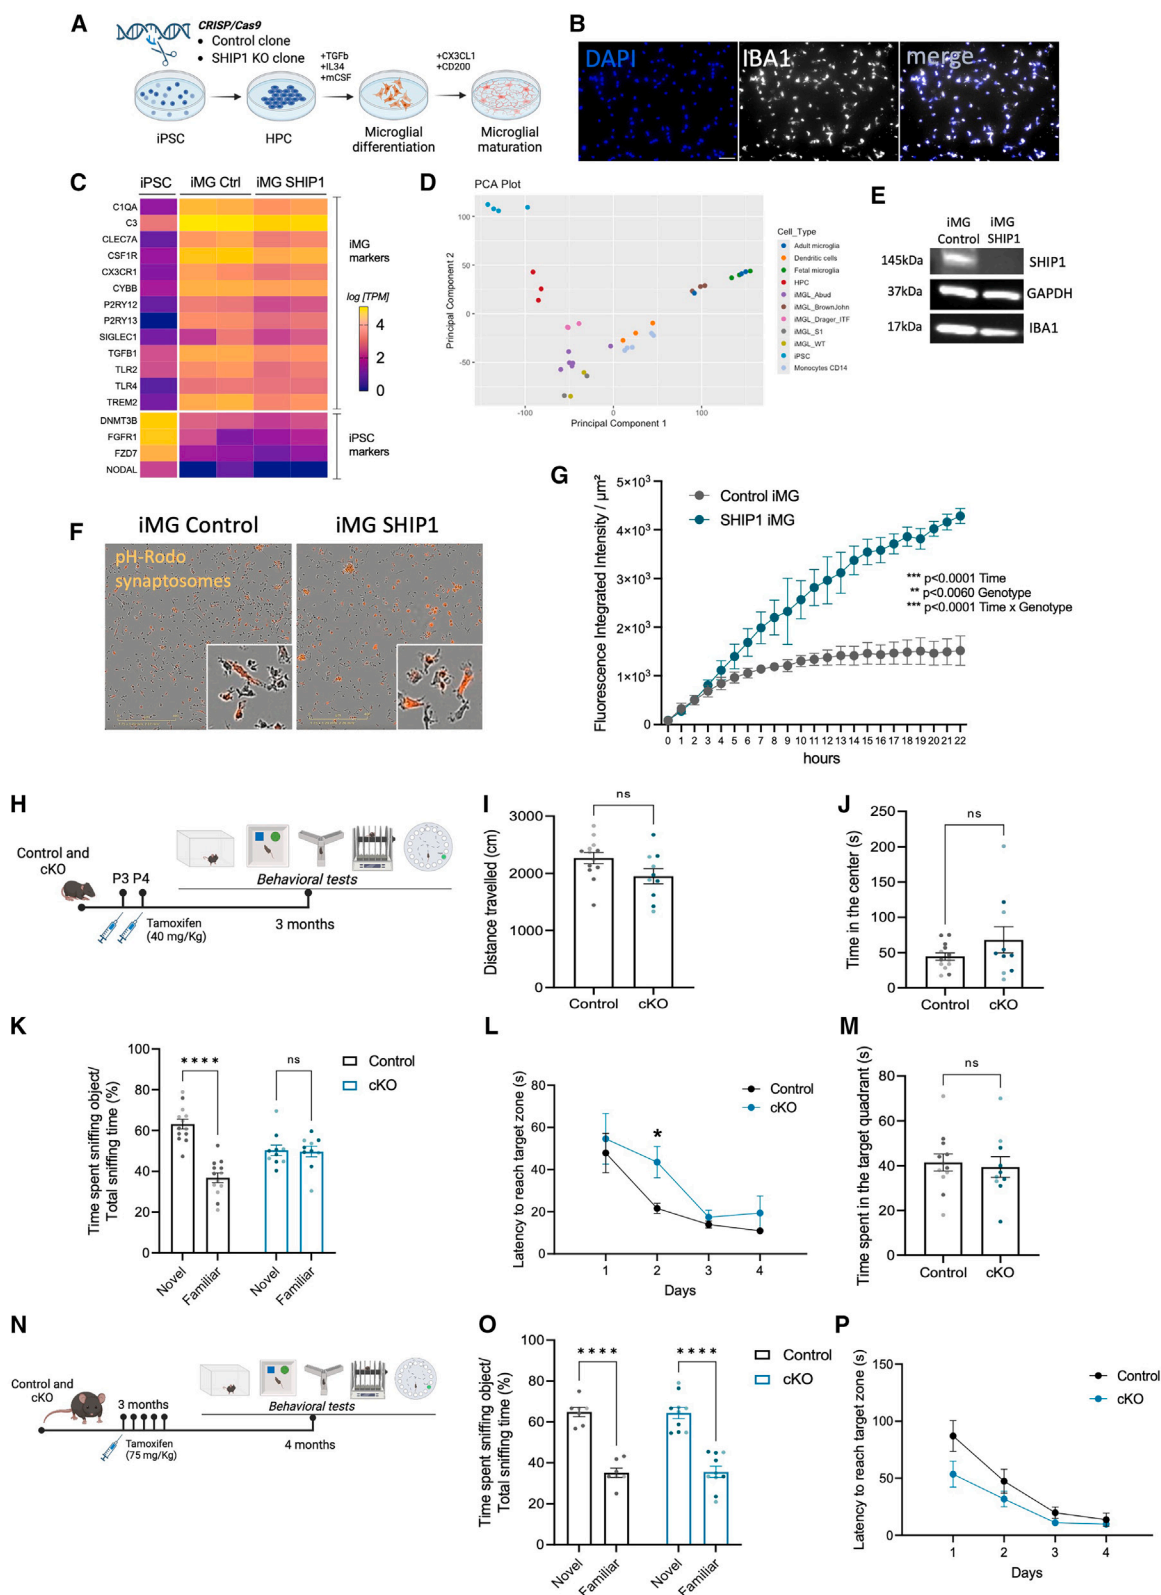 A
CRISP/Cas9
• Control clone
• SHIP1 KO clone
+TGFb
+IL34
+mCSF
+CX3CL1
+CD200
iPSC
HPC
Microglial
differentiation
Microglial
maturation
B
DAPI
IBA1
merge
C
iPSC
iMG Ctrl
iMG SHIP1
C1QA
C3
CLEC7A
CSF1R
CX3CR1
CYBB
P2RY12
P2RY13
SIGLEC1
TGFB1
TLR2
TLR4
TREM2
DNMT3B
FGFR1
FZD7
NODAL
iMG
markers
log [TPM]
4
2
0
iPSC
markers
D
PCA Plot
Principal Component 2
100
50
0
-50
-100
0
100
Principal Component 1
Cell_Type
Adult microglia
Dendritic cells
Fetal microglia
HPC
iMGL_Abud
iMGL_BrownJohn
iMGL_Drager_ITF
iMGL_S1
iMGL_WT
iPSC
Monocytes CD14
E
iMG
Control
iMG
SHIP1
145kDa
SHIP1
37kDa
GAPDH
17kDa
IBA1
F
iMG Control
iMG SHIP1
pH-Rodo
synaptosomes
G
Fluorescence Integrated Intensity / µm²
5×10³
4×10³
3×10³
2×10³
1×10³
0
Control iMG
SHIP1 iMG
*** p<0.0001 Time
** p<0.0060 Genotype
*** p<0.0001 Time x Genotype
0 1 2 3 4 5 6 7 8 9 10 11 12 13 14 15 16 17 18 19 20 21 22
hours
H
Control and
cKO
P3 P4
Tamoxifen
(40 mg/Kg)
Behavioral tests
3 months
I
Distance travelled (cm)
3000
2000
1000
0
ns
Control
cKO
J
Time in the center (s)
250
200
150
100
50
0
ns
Control
cKO
K
Time spent sniffing object/
Total sniffing time (%)
100
80
60
40
20
0
****
ns
Control
cKO
Novel
Familiar
Novel
Familiar
L
Latency to reach target zone (s)
80
60
40
20
0
*
Control
cKO
1 2 3 4
Days
M
Time spent in the target quadrant (s)
80
60
40
20
0
ns
Control
cKO
N
Control and
cKO
3 months
Tamoxifen
(75 mg/Kg)
Behavioral tests
4 months
O
Time spent sniffing object/
Total sniffing time (%)
100
80
60
40
20
0
****
****
Control
cKO
Novel
Familiar
Novel
Familiar
P
Latency to reach target zone (s)
150
100
50
0
Control
cKO
1 2 3 4
Days